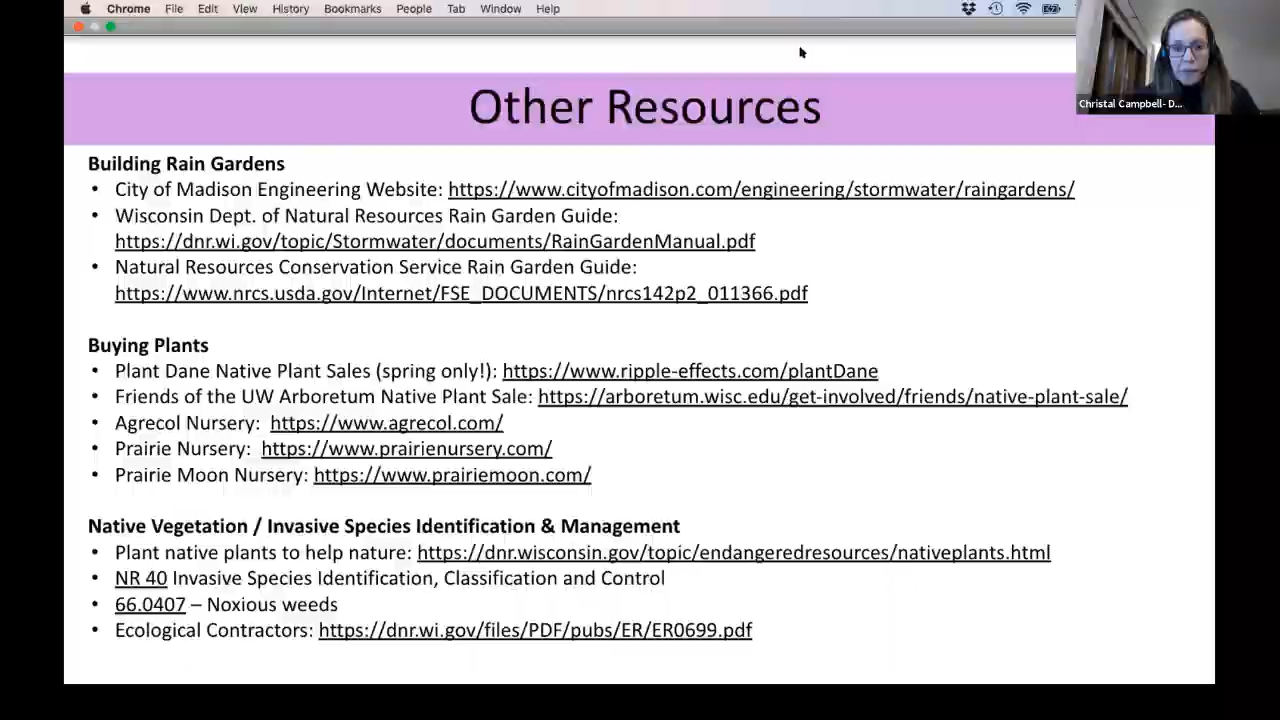 Chrome File Edit View History Bookmarks People Tab Window Help
Christal Campbell- D...
Other Resources
Building Rain Gardens
• City of Madison Engineering Website: https://www.cityofmadison.com/engineering/stormwater/raingardens/
• Wisconsin Dept. of Natural Resources Rain Garden Guide:
https://dnr.wi.gov/topic/Stormwater/documents/RainGardenManual.pdf
• Natural Resources Conservation Service Rain Garden Guide:
https://www.nrcs.usda.gov/Internet/FSE_DOCUMENTS/nrcs142p2_011366.pdf
Buying Plants
• Plant Dane Native Plant Sales (spring only!): https://www.ripple-effects.com/plantDane
• Friends of the UW Arboretum Native Plant Sale: https://arboretum.wisc.edu/get-involved/friends/native-plant-sale/
• Agrecol Nursery: https://www.agrecol.com/
• Prairie Nursery: https://www.prairienursery.com/
• Prairie Moon Nursery: https://www.prairiemoon.com/
Native Vegetation / Invasive Species Identification & Management
• Plant native plants to help nature: https://dnr.wisconsin.gov/topic/endangeredresources/nativeplants.html
• NR 40 Invasive Species Identification, Classification and Control
• 66.0407 – Noxious weeds
• Ecological Contractors: https://dnr.wi.gov/files/PDF/pubs/ER/ER0699.pdf